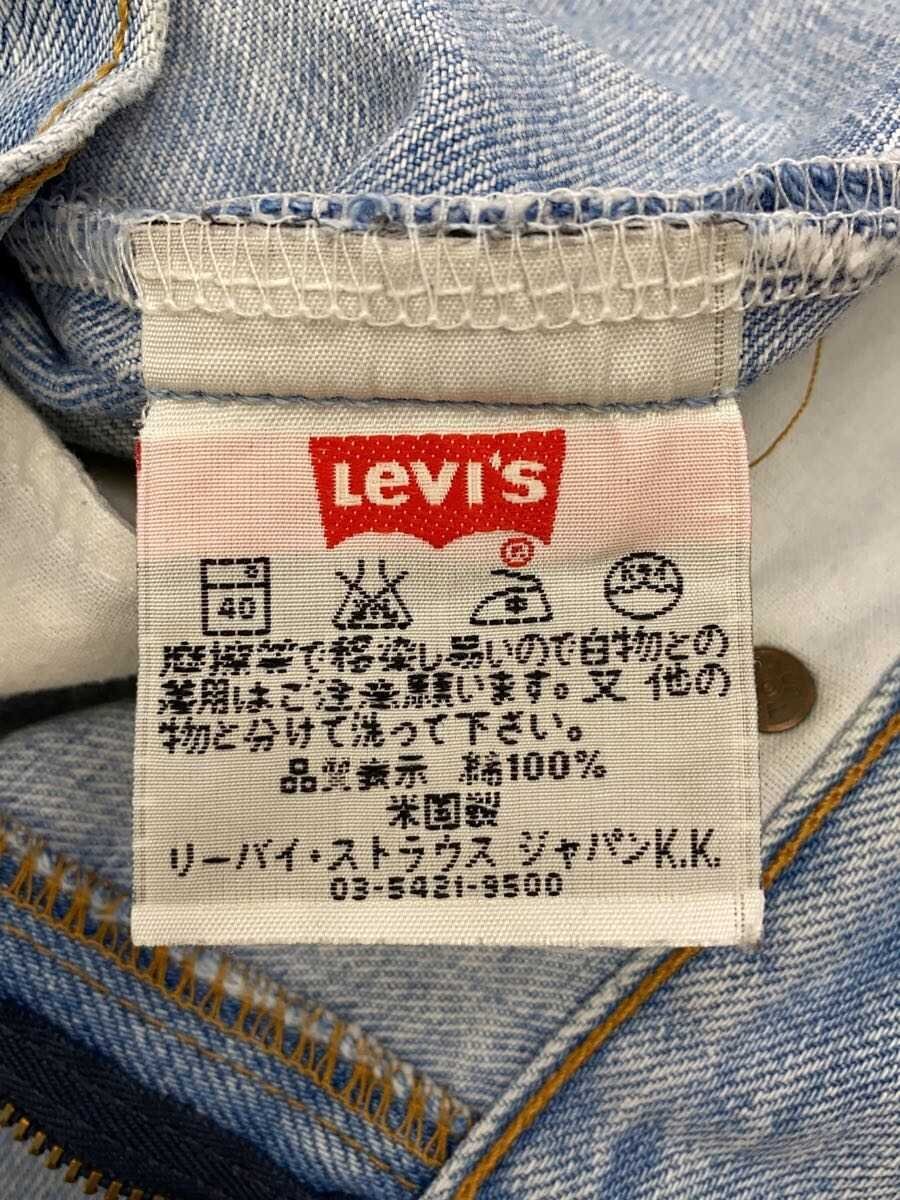 Levi's
®
40
摩擦等で移染し易いので白物との
着用はご注意願います。又 他の
物と分けて洗って下さい。
品質表示 綿100%
米国製
リーバイ・ストラウス ジャパンK.K.
03-5421-9500